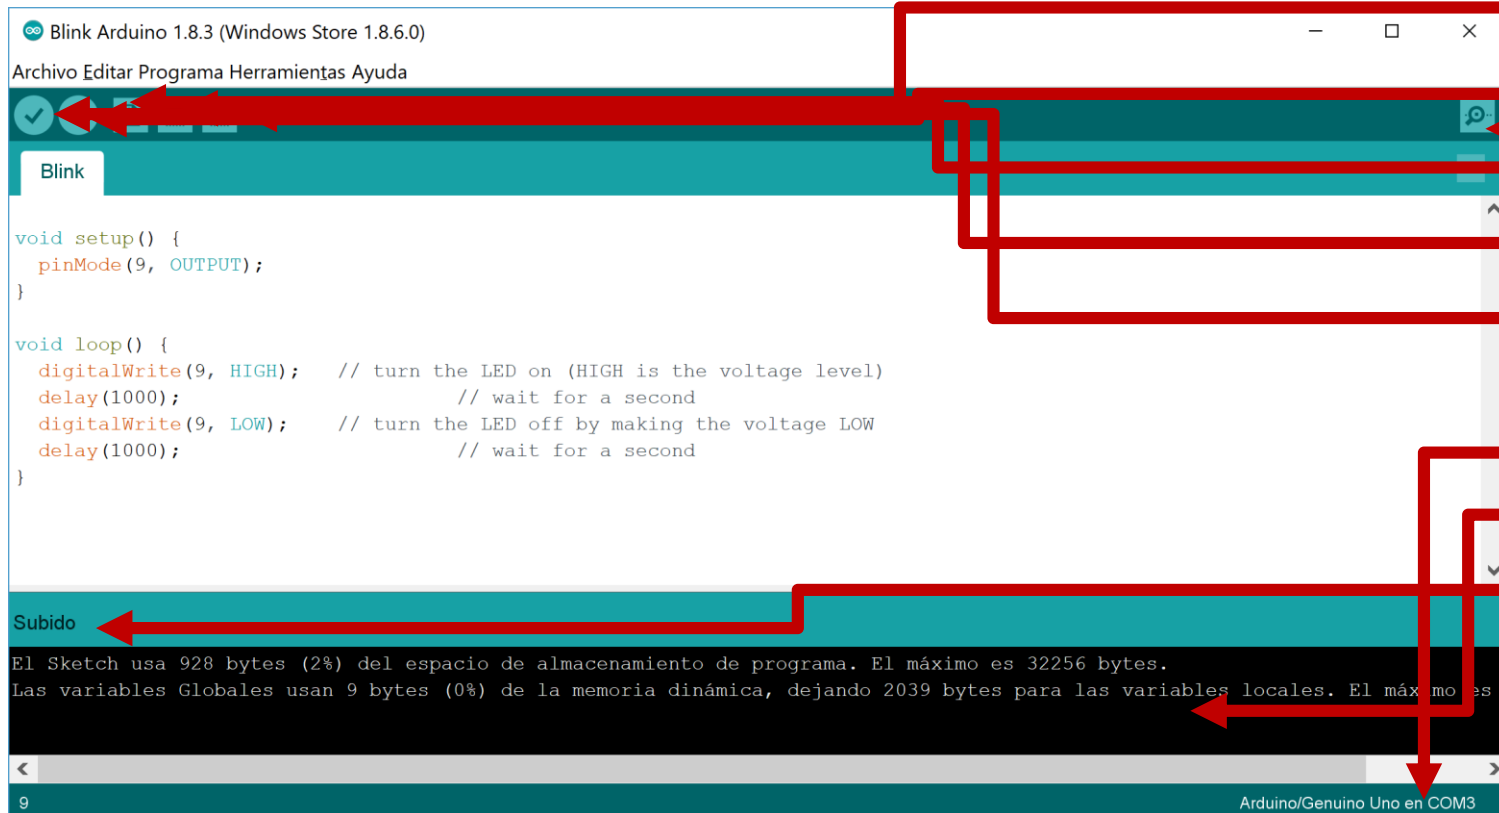 Blink Arduino 1.8.3 (Windows Store 1.8.6.0)
Archivo Editar Programa Herramientas Ayuda
Blink
void setup() {
  pinMode(9, OUTPUT);
}
void loop() {
  digitalWrite(9, HIGH);   // turn the LED on (HIGH is the voltage level)
  delay(1000);                       // wait for a second
  digitalWrite(9, LOW);    // turn the LED off by making the voltage LOW
  delay(1000);                       // wait for a second
}
Subido
El Sketch usa 928 bytes (2%) del espacio de almacenamiento de programa. El máximo es 32256 bytes.
Las variables Globales usan 9 bytes (0%) de la memoria dinámica, dejando 2039 bytes para las variables locales. El máximo es
9
Arduino/Genuino Uno en COM3